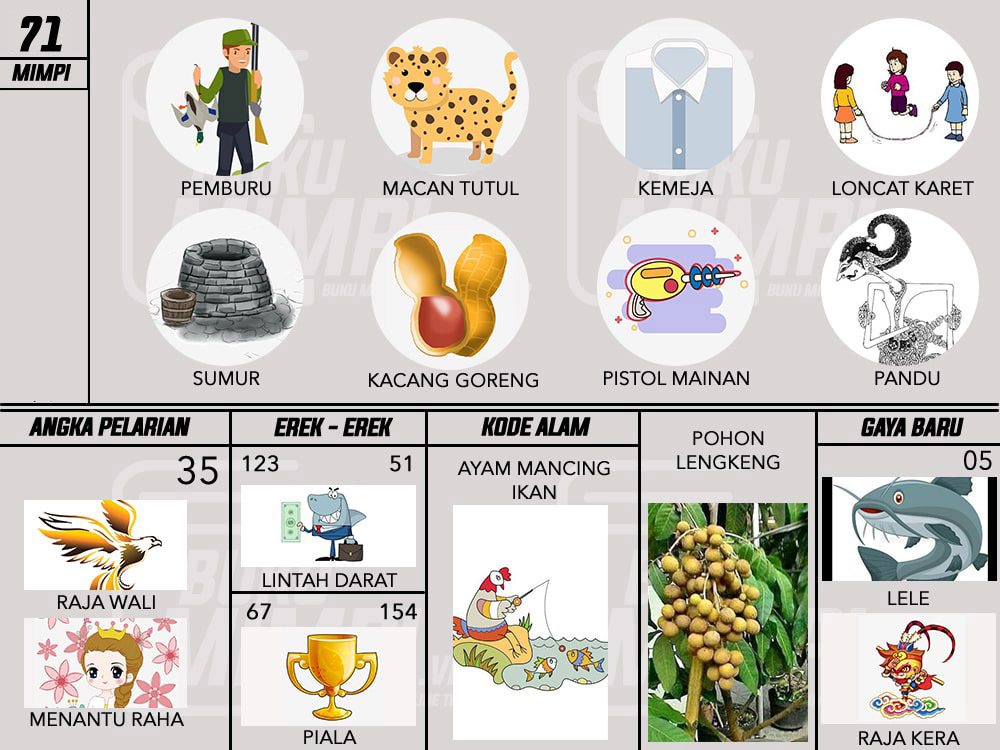 71
MIMPI
PEMBURU
MACAN TUTUL
KEMEJA
LONCAT KARET
SUMUR
KACANG GORENG
PISTOL MAINAN
PANDU
ANGKA PELARIAN
35
RAJA WALI
MENANTU RAHA
EREK - EREK
123 51
LINTAH DARAT
67 154
PIALA
KODE ALAM
AYAM MANCING
IKAN
POHON
LENGKENG
GAYA BARU
05
LELE
RAJA KERA
BUKU
MIMPI